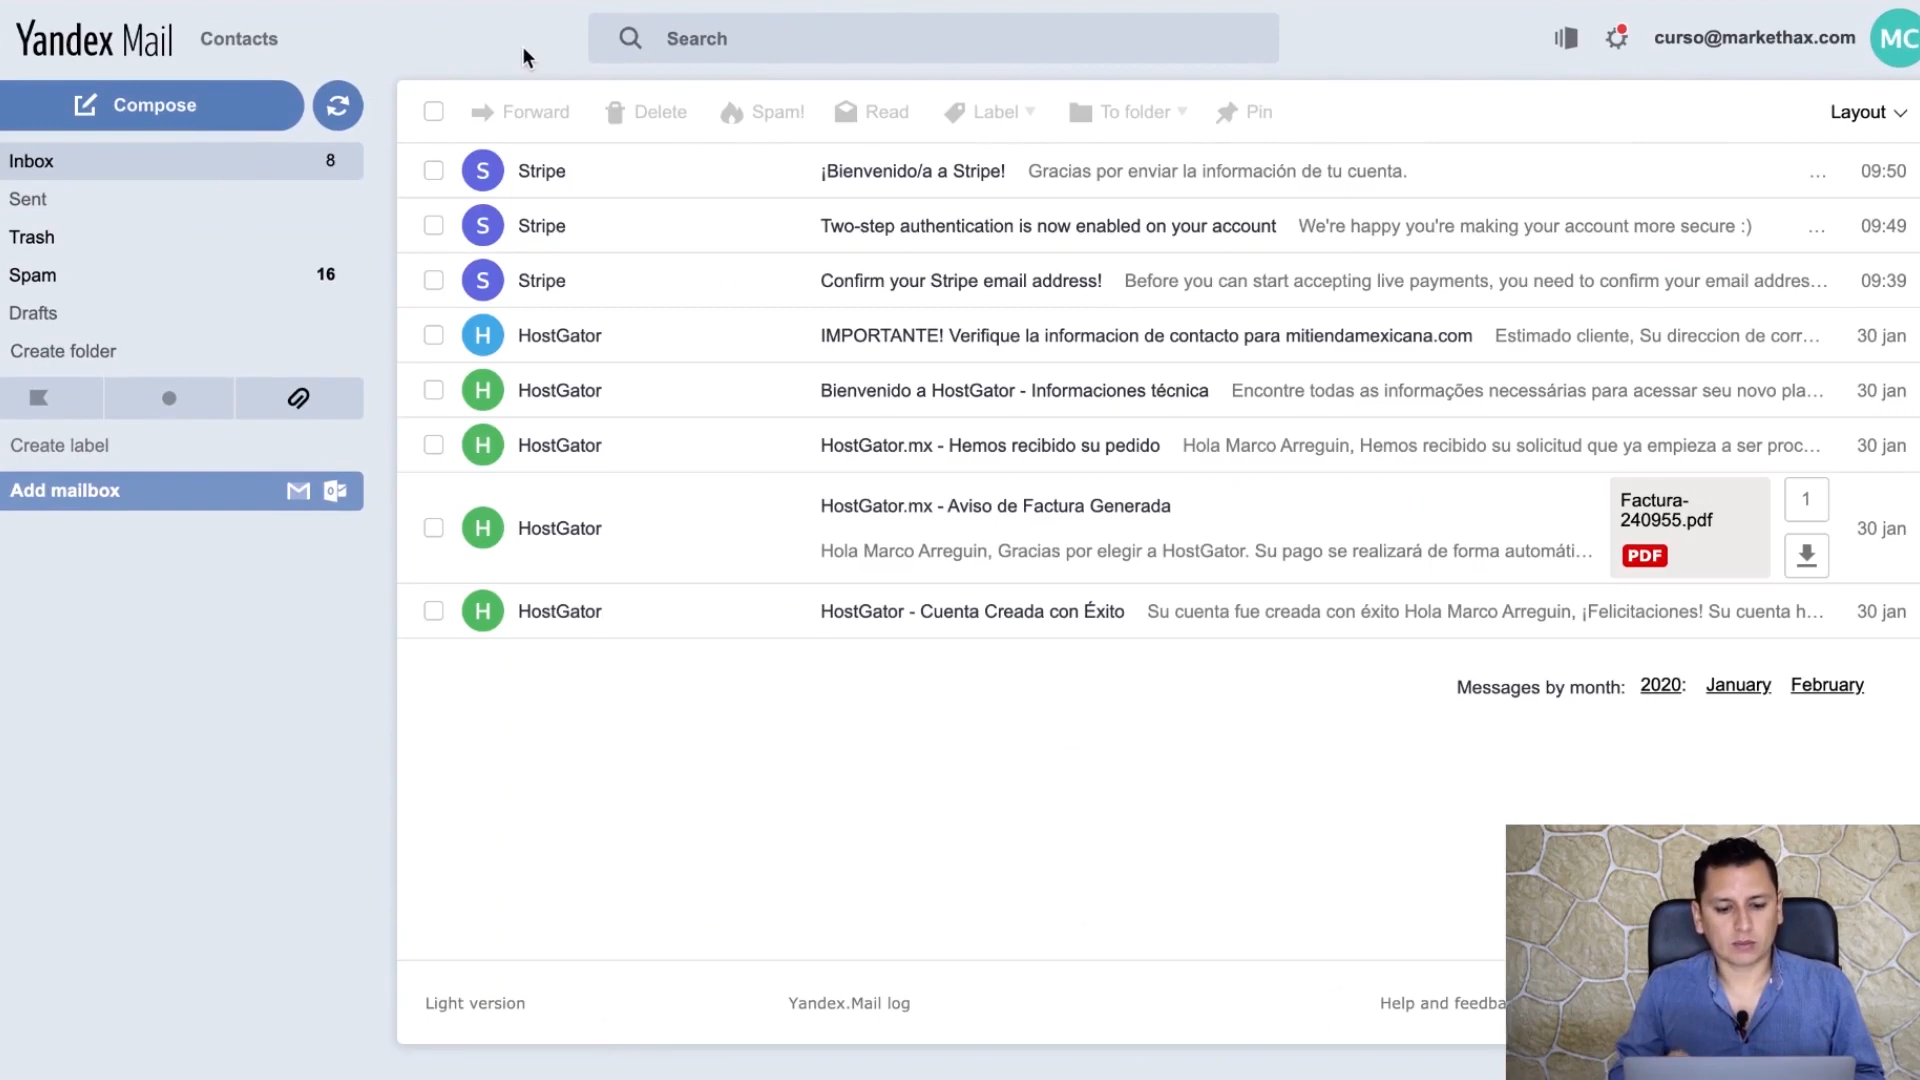 Yandex Mail Contacts Search curso@markethax.com MC
Compose
Forward Delete Spam! Read Label To folder Pin Layout
Inbox 8
Sent
Trash
Spam 16
Drafts
Create folder
Create label
Add mailbox
S Stripe ¡Bienvenido/a a Stripe! Gracias por enviar la información de tu cuenta. ... 09:50
S Stripe Two-step authentication is now enabled on your account We're happy you're making your account more secure :) ... 09:49
S Stripe Confirm your Stripe email address! Before you can start accepting live payments, you need to confirm your email addres... 09:39
H HostGator IMPORTANTE! Verifique la informacion de contacto para mitiendamexicana.com Estimado cliente, Su direccion de corr... 30 jan
H HostGator Bienvenido a HostGator - Informaciones técnica Encontre todas as informações necessárias para acessar seu novo pla... 30 jan
H HostGator HostGator.mx - Hemos recibido su pedido Hola Marco Arreguin, Hemos recibido su solicitud que ya empieza a ser proc... 30 jan
H HostGator HostGator.mx - Aviso de Factura Generada
Hola Marco Arreguin, Gracias por elegir a HostGator. Su pago se realizará de forma automáti...
Factura-
240955.pdf
PDF
1
30 jan
H HostGator HostGator - Cuenta Creada con Éxito Su cuenta fue creada con éxito Hola Marco Arreguin, ¡Felicitaciones! Su cuenta h... 30 jan
Messages by month: 2020: January February
Light version Yandex.Mail log Help and feedba